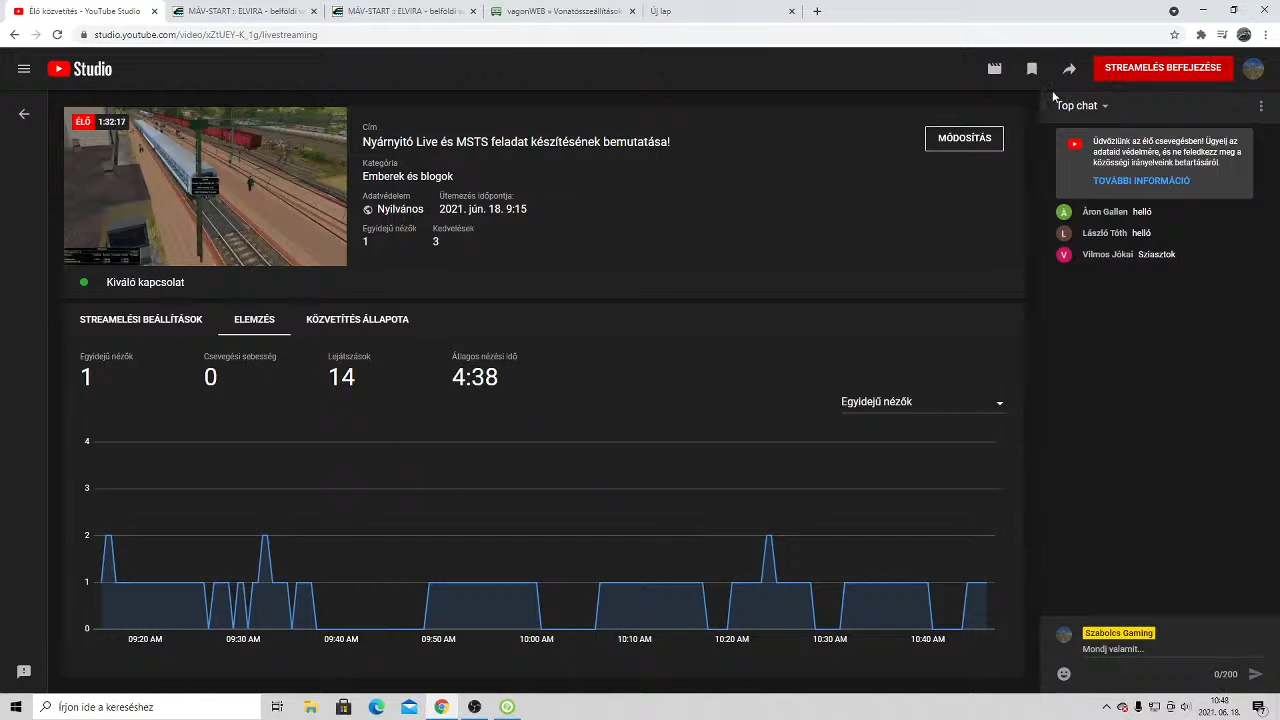 Élő közvetítés - YouTube Studio
MÁV-START :: ELVIRA - belföldi v
MÁV-START :: ELVIRA - belföldi v
vagonWEB » Vonatösszeállítások
Új lap
studio.youtube.com/video/xZtUEY-K_1g/livestreaming
Studio
STREAMELÉS BEFEJEZÉSE
ÉLŐ 1:32:17
Cím
Nyárnyitó Live és MSTS feladat készítésének bemutatása!
MÓDOSÍTÁS
Kategória
Emberek és blogok
Adatvédelem
Ütemezés időpontja:
Nyilvános
2021. jún. 18. 9:15
Egyidejű nézők
Kedvelések
1
3
Kiváló kapcsolat
STREAMELÉSI BEÁLLÍTÁSOK
ELEMZÉS
KÖZVETÍTÉS ÁLLAPOTA
Egyidejű nézők
Csevegési sebesség
Lejátszások
Átlagos nézési idő
1
0
14
4:38
Egyidejű nézők
4
3
2
1
0
09:20 AM
09:30 AM
09:40 AM
09:50 AM
10:00 AM
10:10 AM
10:20 AM
10:30 AM
10:40 AM
Top chat
Üdvözlünk az élő csevegésben! Ügyelj az
adataid védelmére, és ne feledkezz meg a
közösségi irányelveink betartásáról.
TOVÁBBI INFORMÁCIÓ
Á Áron Gallen helló
L László Tóth helló
V Vilmos Jókai Sziasztok
Szabolcs Gaming
Mondj valamit...
0/200
Írjon ide a kereséshez
10:48
2021. 06. 18.